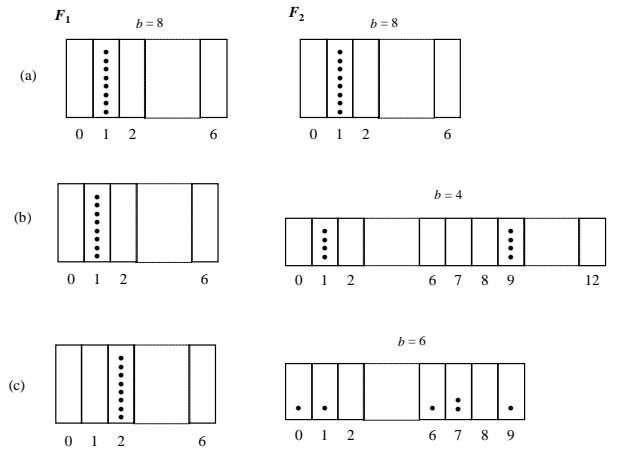 F1 F2
b = 8 b = 8
(a)
0 1 2 6 0 1 2 6
(b) b = 4
0 1 2 6 0 1 2 6 7 8 9 12
b = 6
(c)
0 1 2 6 0 1 2 6 7 8 9